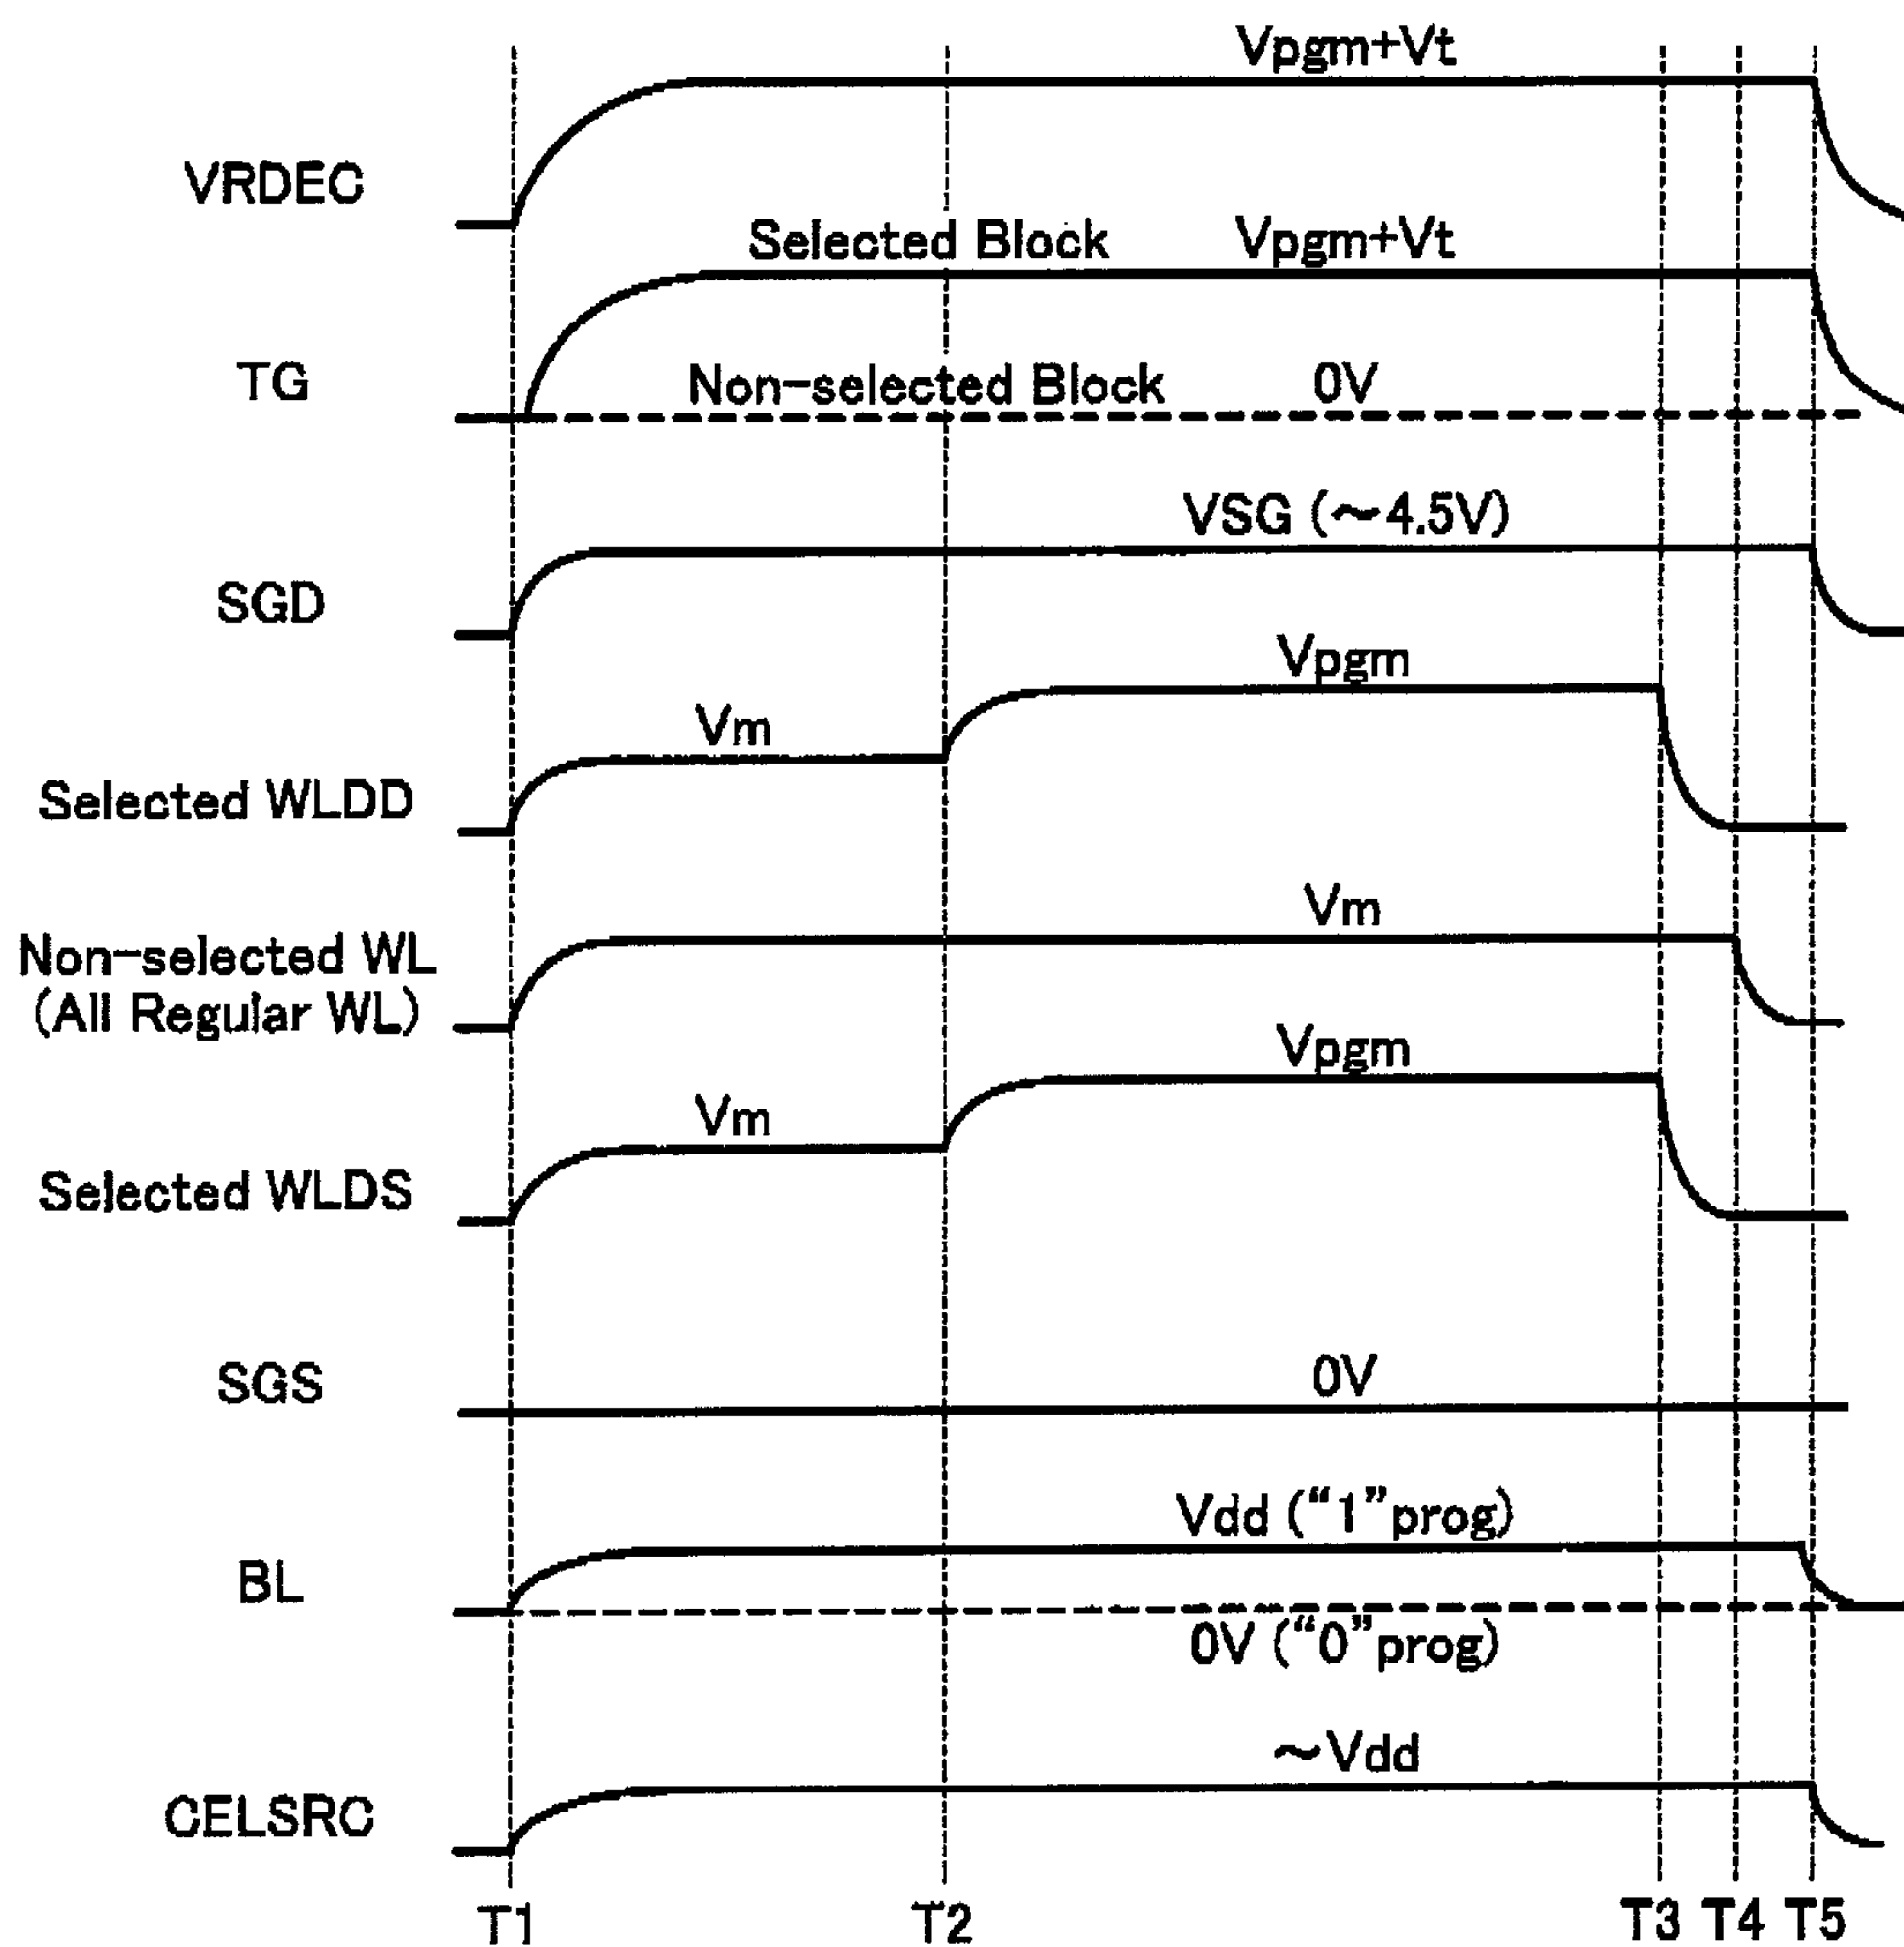 Vpgm+Vt
VRDEC
Selected Block Vpgm+Vt
TG
Non-selected Block 0V
VSG (～4.5V)
SGD
Vpgm
Vm
Selected WLDD
Vm
Non-selected WL
(All Regular WL)
Vpgm
Vm
Selected WLDS
SGS
0V
Vdd (“1”prog)
BL
0V (“0”prog)
～Vdd
CELSRC
T1 T2 T3 T4 T5